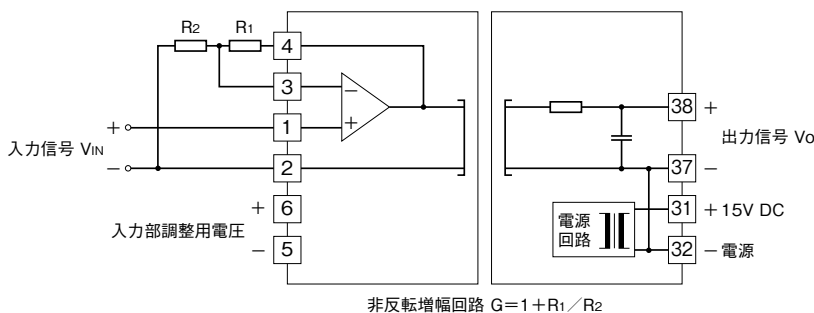 R2 R1
4
3
1
2
6
5
+
入力信号 VIN
−
+
入力部調整用電圧
−
−
+
38 +
出力信号 Vo
37 −
31 +15V DC
32 −電源
電源
回路
非反転増幅回路 G=1+R1/R2